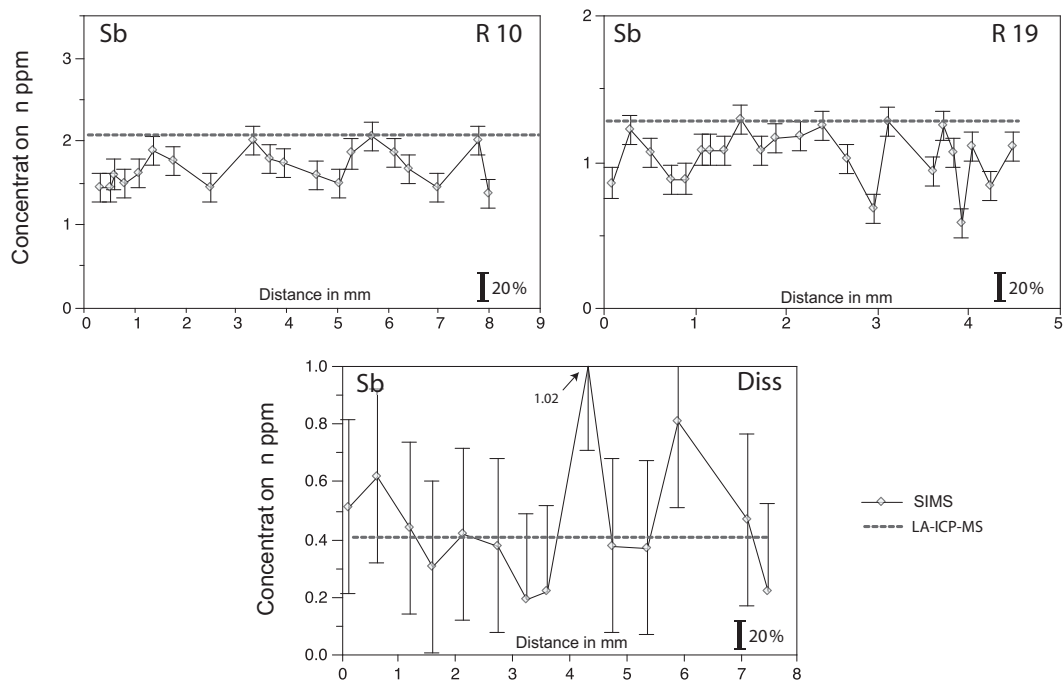 Sb R 10
Concentrat on n ppm
3
2
1
0
Distance in mm
20%
0 1 2 3 4 5 6 7 8 9
Sb R 19
2
1
0
Distance in mm
20%
0 1 2 3 4 5
Sb Diss
Concentrat on n ppm
1.0
0.8
0.6
0.4
0.2
0.0
1.02
Distance in mm
20%
0 1 2 3 4 5 6 7 8
SIMS
LA-ICP-MS